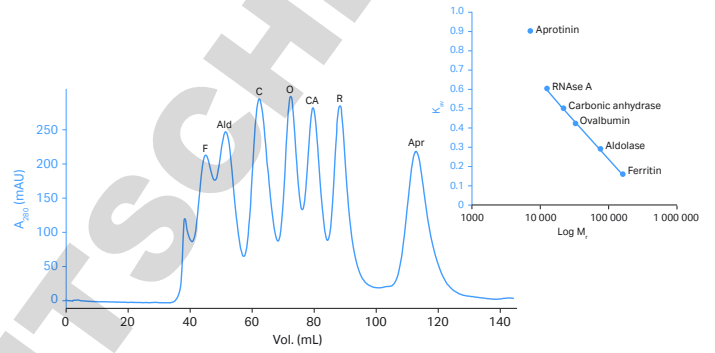 1.0
0.9
0.8
0.7
0.6
0.5
0.4
0.3
0.2
0.1
0
K_av
Aprotinin
RNAse A
Carbonic anhydrase
Ovalbumin
Aldolase
Ferritin
1000
10 000
100 000
1 000 000
Log M_r
250
200
150
100
50
0
A_280 (mAU)
F
Ald
C
O
CA
R
Apr
0
20
40
60
80
100
120
140
Vol. (mL)